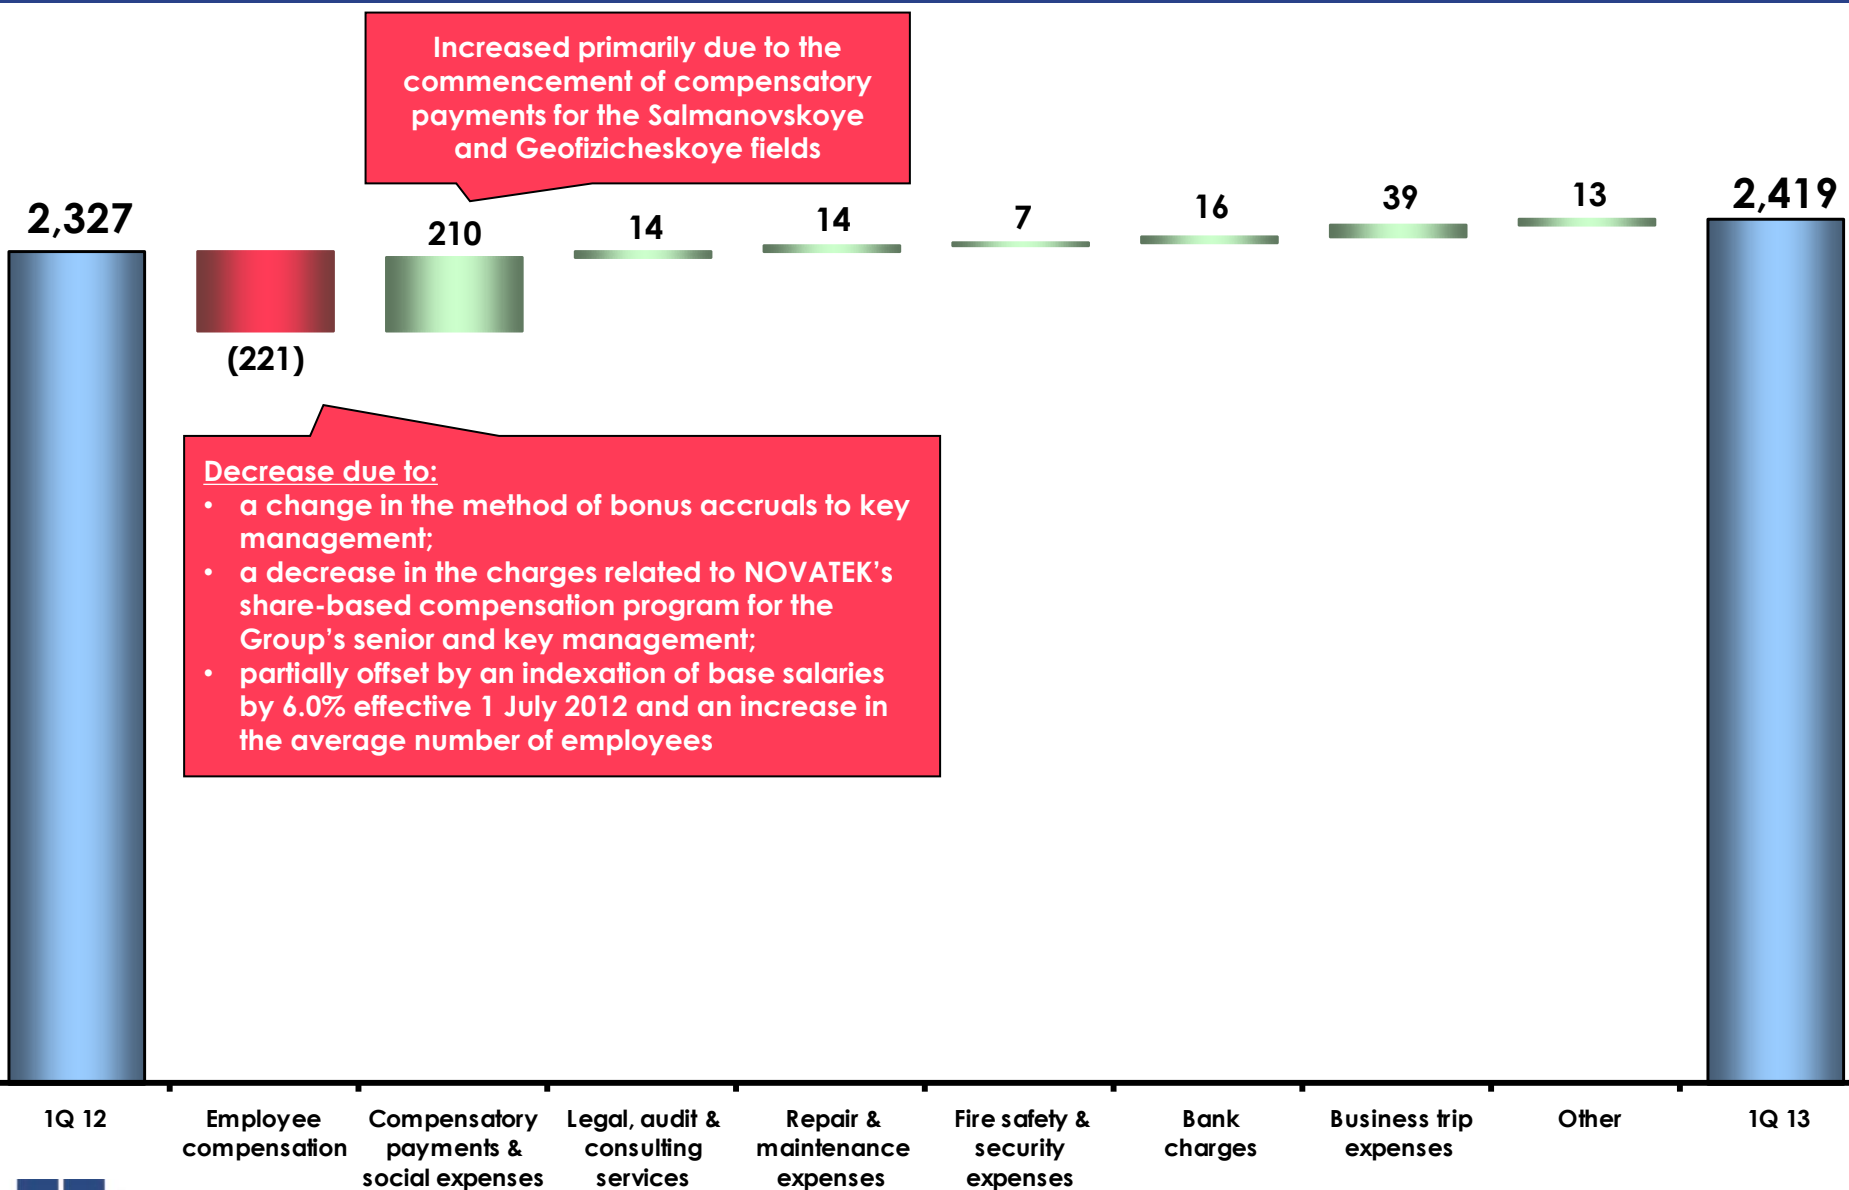 Increased primarily due to the
commencement of compensatory
payments for the Salmanovskoye
and Geofizicheskoye fields
2,327
(221)
210
14
14
7
16
39
13
2,419
Decrease due to:
• a change in the method of bonus accruals to key
management;
• a decrease in the charges related to NOVATEK’s
share-based compensation program for the
Group’s senior and key management;
• partially offset by an indexation of base salaries
by 6.0% effective 1 July 2012 and an increase in
the average number of employees
1Q 12
Employee
compensation
Compensatory
payments &
social expenses
Legal, audit &
consulting
services
Repair &
maintenance
expenses
Fire safety &
security
expenses
Bank
charges
Business trip
expenses
Other
1Q 13